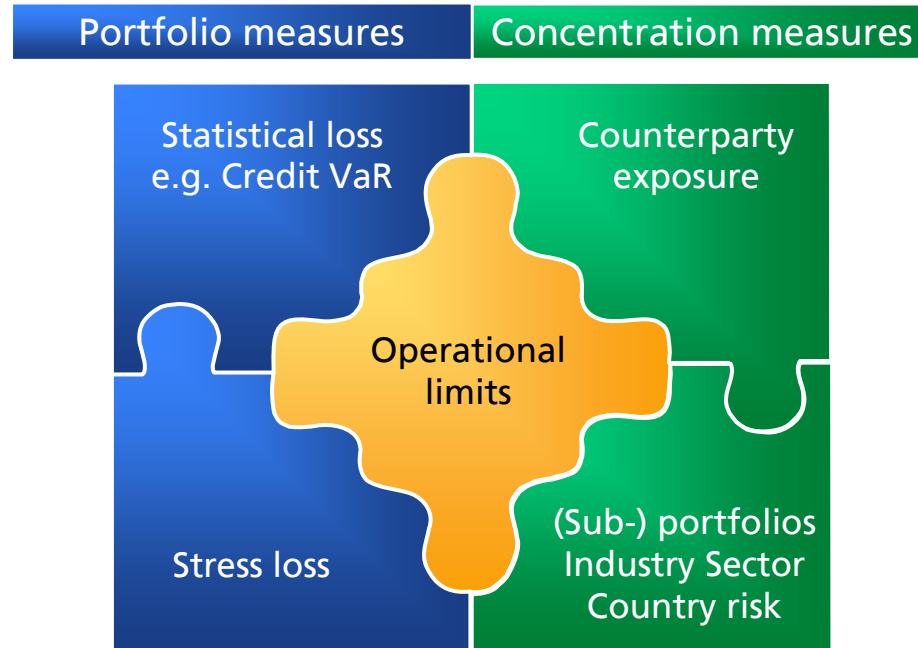 Portfolio measures
Concentration measures
Statistical loss
e.g. Credit VaR
Counterparty
exposure
Operational
limits
Stress loss
(Sub-) portfolios
Industry Sector
Country risk